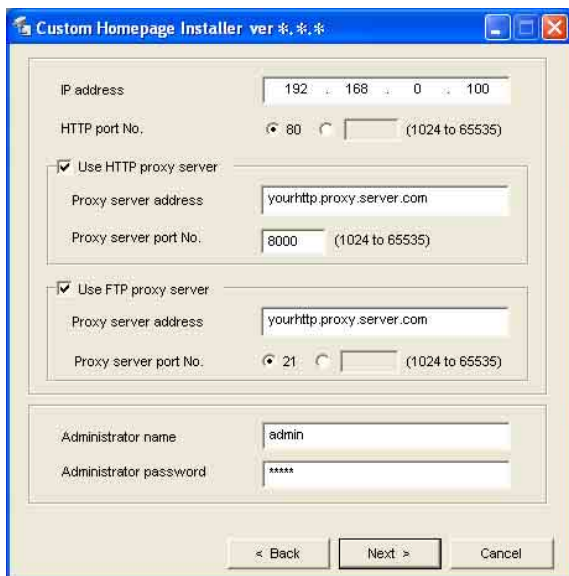 Custom Homepage Installer ver *.*.*
IP address 192 . 168 . 0 . 100
HTTP port No. 80 (1024 to 65535)
Use HTTP proxy server
Proxy server address yourhttp.proxy.server.com
Proxy server port No. 8000 (1024 to 65535)
Use FTP proxy server
Proxy server address yourhttp.proxy.server.com
Proxy server port No. 21 (1024 to 65535)
Administrator name admin
Administrator password *****
< Back Next > Cancel